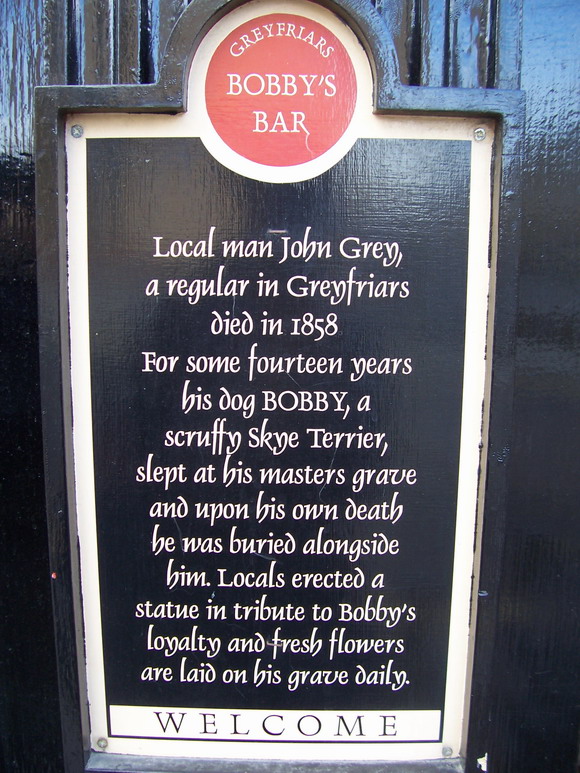 GREYFRIARS
BOBBY'S
BAR
Local man John Grey,
a regular in Greyfriars
died in 1858
For some fourteen years
his dog BOBBY, a
scruffy Skye Terrier,
slept at his masters grave
and upon his own death
he was buried alongside
him. Locals erected a
statue in tribute to Bobby's
loyalty and fresh flowers
are laid on his grave daily.
WELCOME